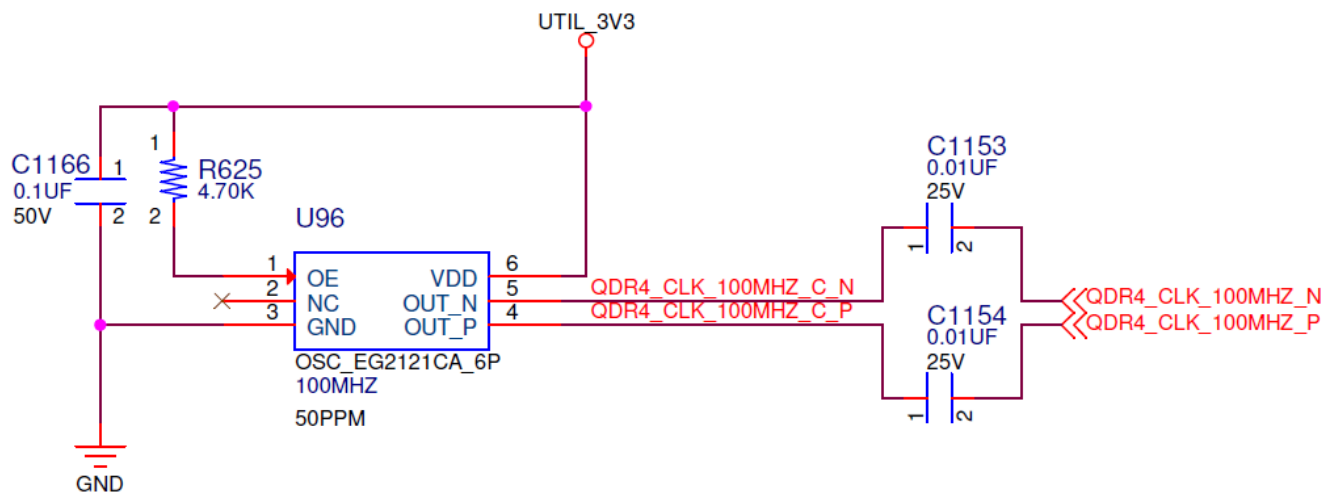 UTIL_3V3
C1166
0.1UF
50V
1
2
1
2
R625
4.70K
U96
1
2
3
OE
NC
GND
VDD
OUT_N
OUT_P
6
5
4
OSC_EG2121CA_6P
100MHZ
50PPM
QDR4_CLK_100MHZ_C_N
QDR4_CLK_100MHZ_C_P
C1153
0.01UF
25V
1
2
C1154
0.01UF
25V
1
2
QDR4_CLK_100MHZ_N
QDR4_CLK_100MHZ_P
GND